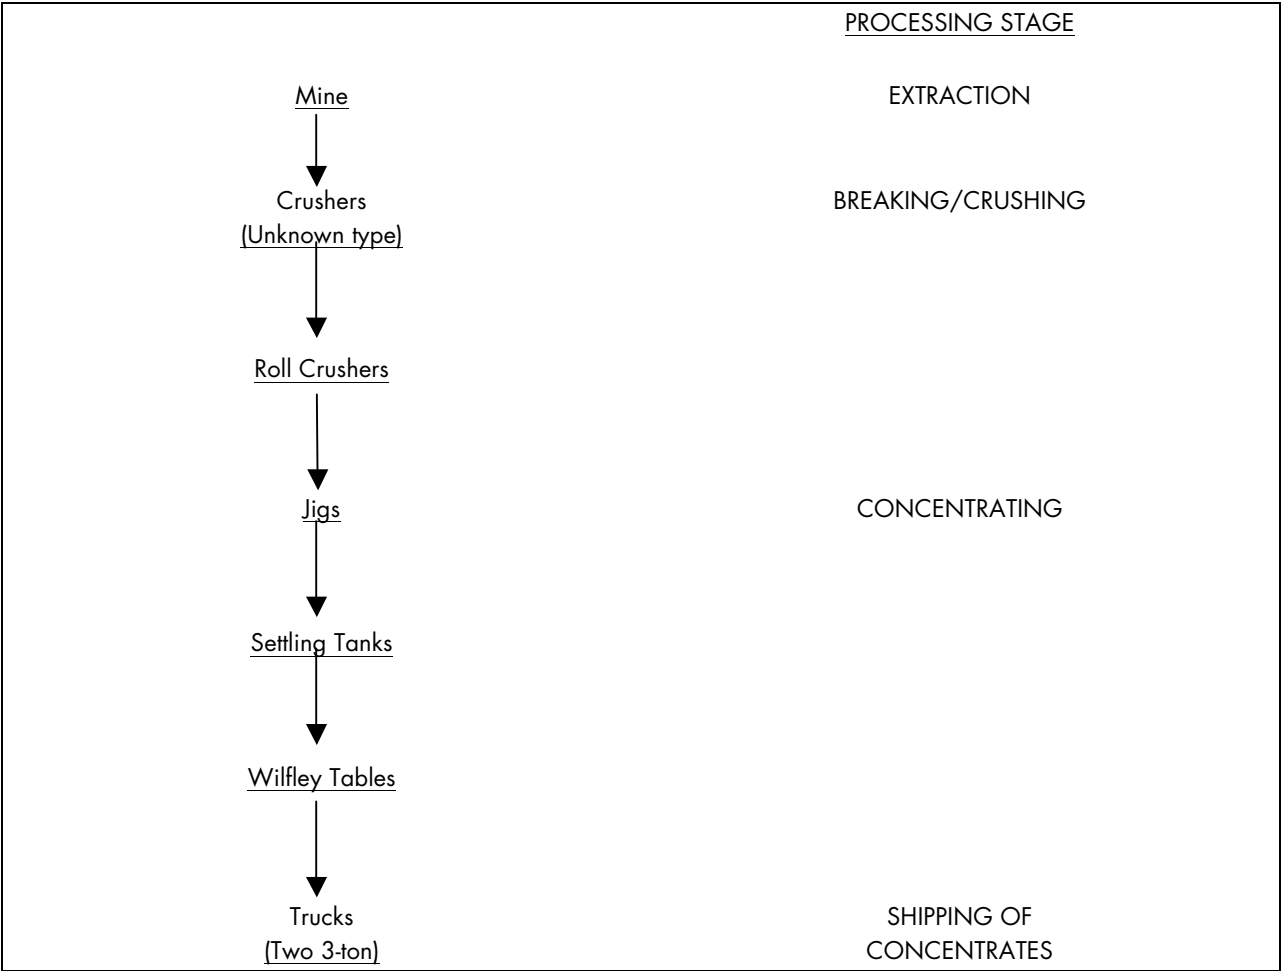 PROCESSING STAGE
Mine EXTRACTION
Crushers BREAKING/CRUSHING
(Unknown type)
Roll Crushers
Jigs CONCENTRATING
Settling Tanks
Wilfley Tables
Trucks SHIPPING OF
(Two 3-ton) CONCENTRATES